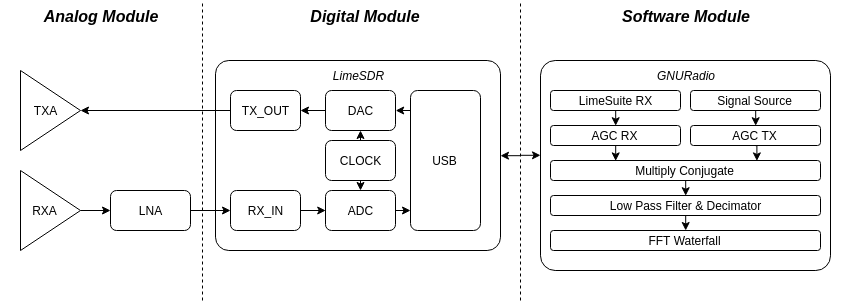 Analog Module
Digital Module
Software Module
LimeSDR
GNURadio
TXA
TX_OUT
DAC
CLOCK
USB
RXA
LNA
RX_IN
ADC
LimeSuite RX
Signal Source
AGC RX
AGC TX
Multiply Conjugate
Low Pass Filter & Decimator
FFT Waterfall